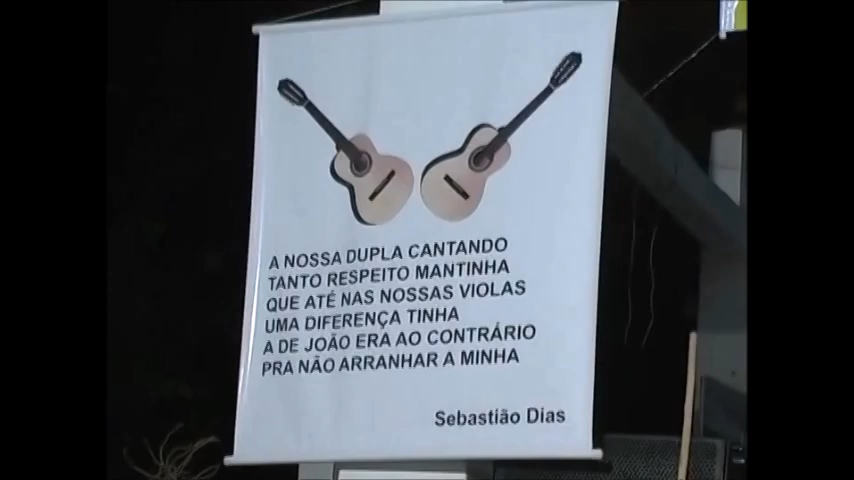 A NOSSA DUPLA CANTANDO
TANTO RESPEITO MANTINHA
QUE ATÉ NAS NOSSAS VIOLAS
UMA DIFERENÇA TINHA
A DE JOÃO ERA AO CONTRÁRIO
PRA NÃO ARRANHAR A MINHA
Sebastião Dias